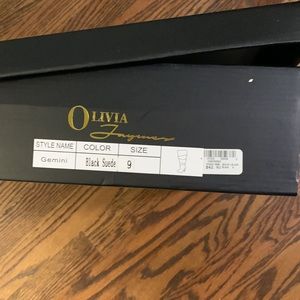 OLIVIA
Jaymes
STYLE NAME COLOR SIZE
Gemini Black Suede 9